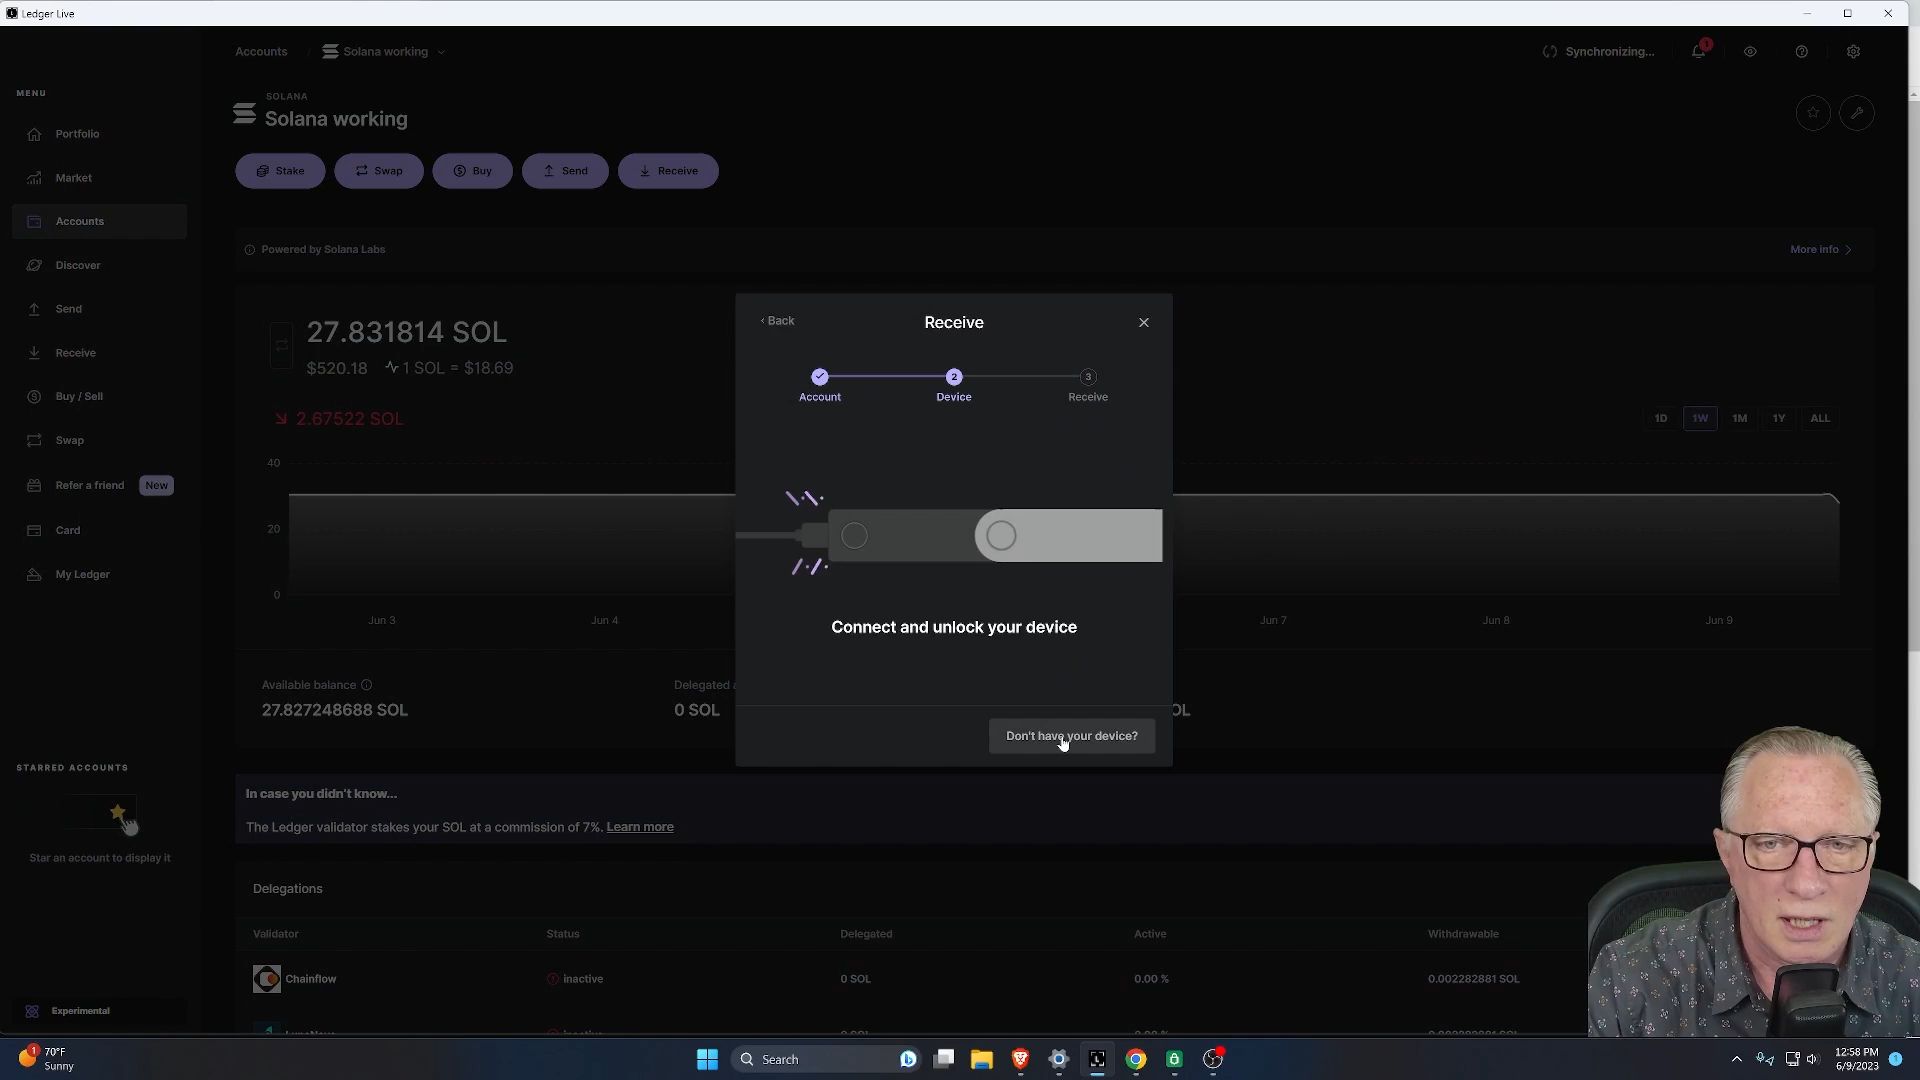 Ledger Live
Accounts / Solana working
Synchronizing...
1
MENU
Portfolio
Market
Accounts
Discover
Send
Receive
Buy / Sell
Swap
Refer a friend New
Card
My Ledger
STARRED ACCOUNTS
Star an account to display it
Experimental
SOLANA
Solana working
Stake
Swap
Buy
Send
Receive
Powered by Solana Labs
More info
27.831814 SOL
$520.18 1 SOL = $18.69
2.67522 SOL
1D 1W 1M 1Y ALL
40
20
0
Jun 3 Jun 4 Jun 7 Jun 8 Jun 9
Available balance
27.827248688 SOL
Delegated
0 SOL
OL
‹ Back
Receive
2 3
Account Device Receive
Connect and unlock your device
Don't have your device?
In case you didn't know...
The Ledger validator stakes your SOL at a commission of 7%. Learn more
Delegations
Validator Status Delegated Active Withdrawable
Chainflow inactive 0 SOL 0.00 % 0.002282881 SOL
1
70°F
Sunny
Search
12:58 PM
6/9/2023
1